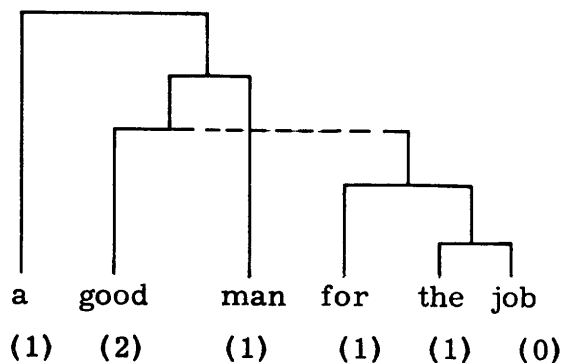 a good man for the job
(1) (2) (1) (1) (1) (0)